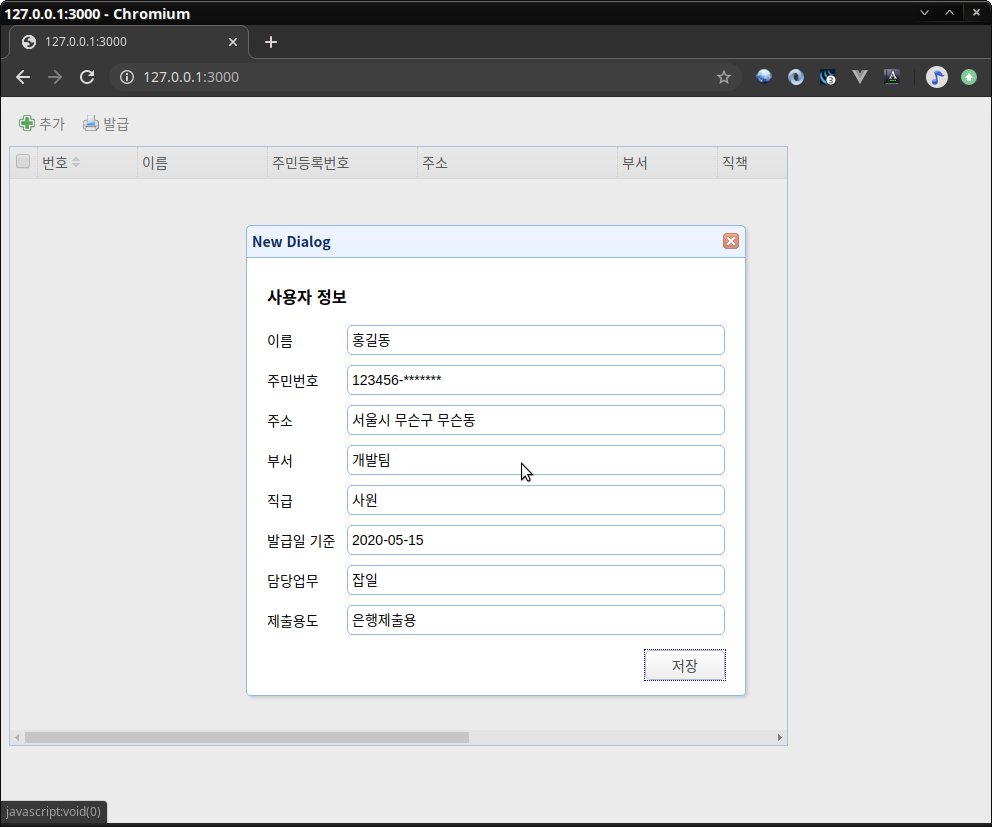 127.0.0.1:3000 - Chromium
127.0.0.1:3000
127.0.0.1:3000
3
A
추가 발급
번호 이름 주민등록번호 주소 부서 직책
New Dialog
사용자 정보
이름 홍길동
주민번호 123456-*******
주소 서울시 무슨구 무슨동
부서 개발팀
직급 사원
발급일 기준 2020-05-15
담당업무 잡일
제출용도 은행제출용
저장
javascript:void(0)